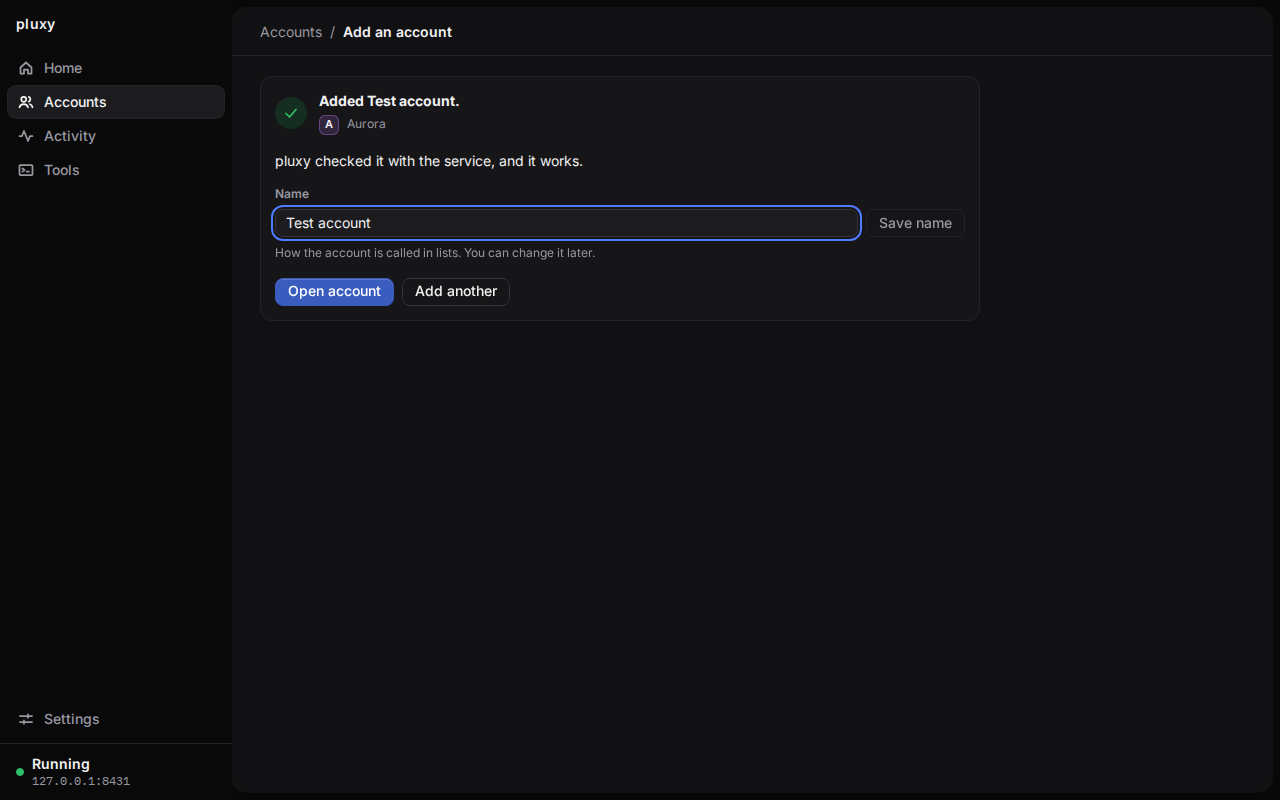 pluxy
Home
Accounts
Activity
Tools
Settings
Running
127.0.0.1:8431
Accounts / Add an account
Added Test account.
A Aurora
pluxy checked it with the service, and it works.
Name
Test account
Save name
How the account is called in lists. You can change it later.
Open account
Add another